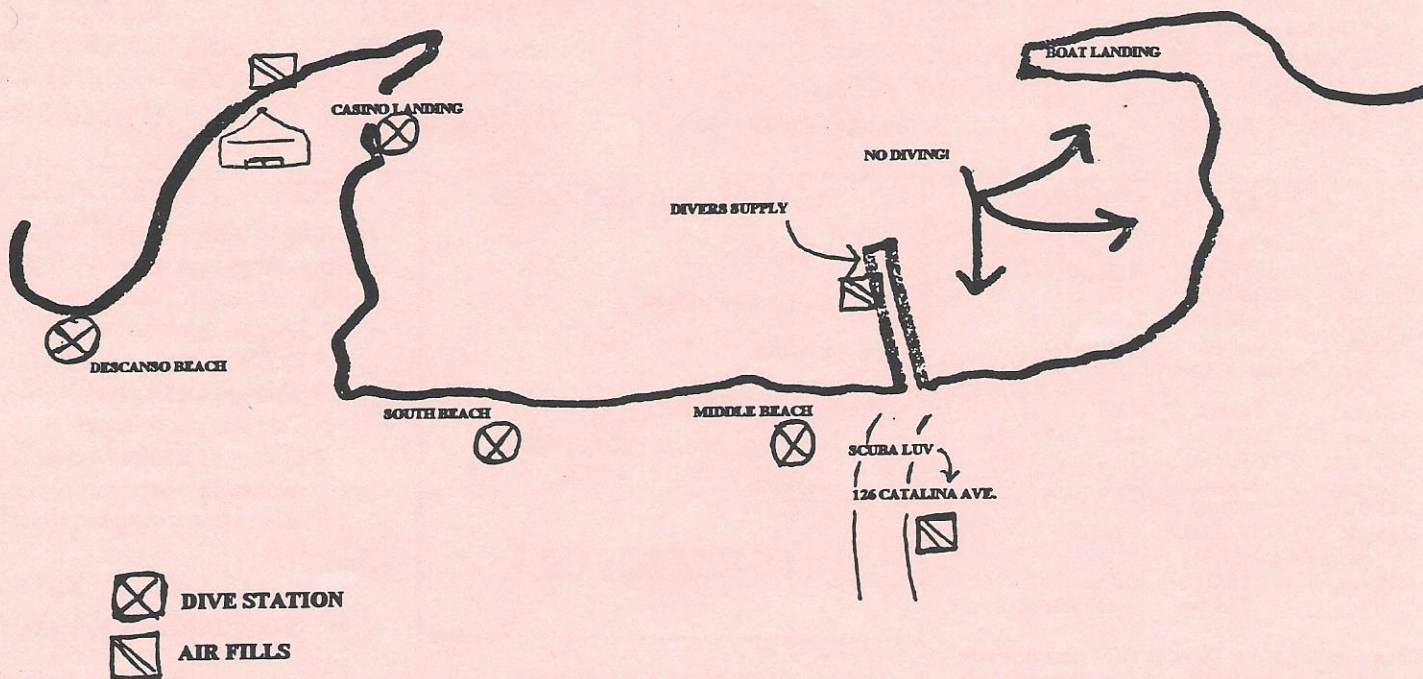 BOAT LANDING
CASINO LANDING
NO DIVING!
DIVERS SUPPLY
DESCANSO BEACH
SOUTH BEACH
MIDDLE BEACH
SCUBA LUV
126 CATALINA AVE.
DIVE STATION
AIR FILLS